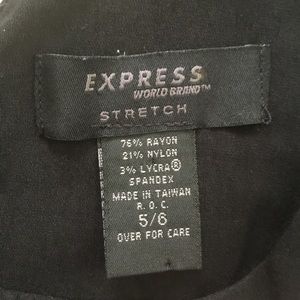 EXPRESS
WORLD BRAND™
STRETCH
76% RAYON
21% NYLON
3% LYCRA®
SPANDEX
MADE IN TAIWAN
R. O. C.
5/6
OVER FOR CARE